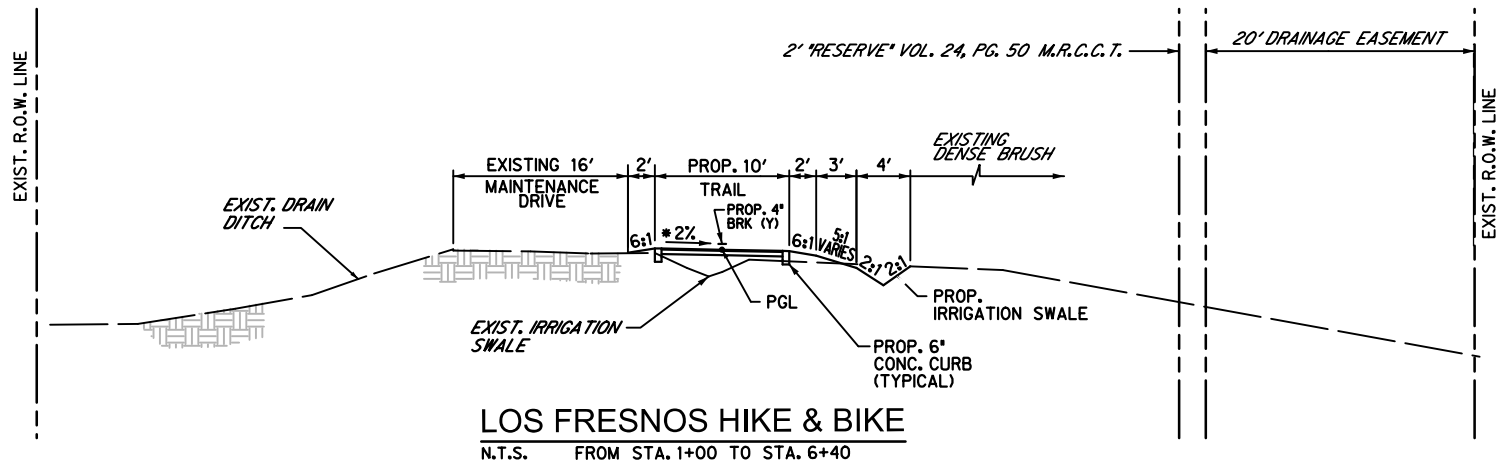 EXIST. R.O.W. LINE
2' "RESERVE" VOL. 24, PG. 50 M.R.C.C.T.
20' DRAINAGE EASEMENT
EXIST. R.O.W. LINE
EXISTING
DENSE BRUSH
EXISTING 16'
MAINTENANCE
DRIVE
2'
PROP. 10'
TRAIL
2'
3'
4'
EXIST. DRAIN
DITCH
PROP. 4"
BRK (Y)
6:1
*2%
6:1
5:1
VARIES
2:1
2:1
PGL
PROP.
IRRIGATION SWALE
EXIST. IRRIGATION
SWALE
PROP. 6"
CONC. CURB
(TYPICAL)
LOS FRESNOS HIKE & BIKE
N.T.S. FROM STA. 1+00 TO STA. 6+40